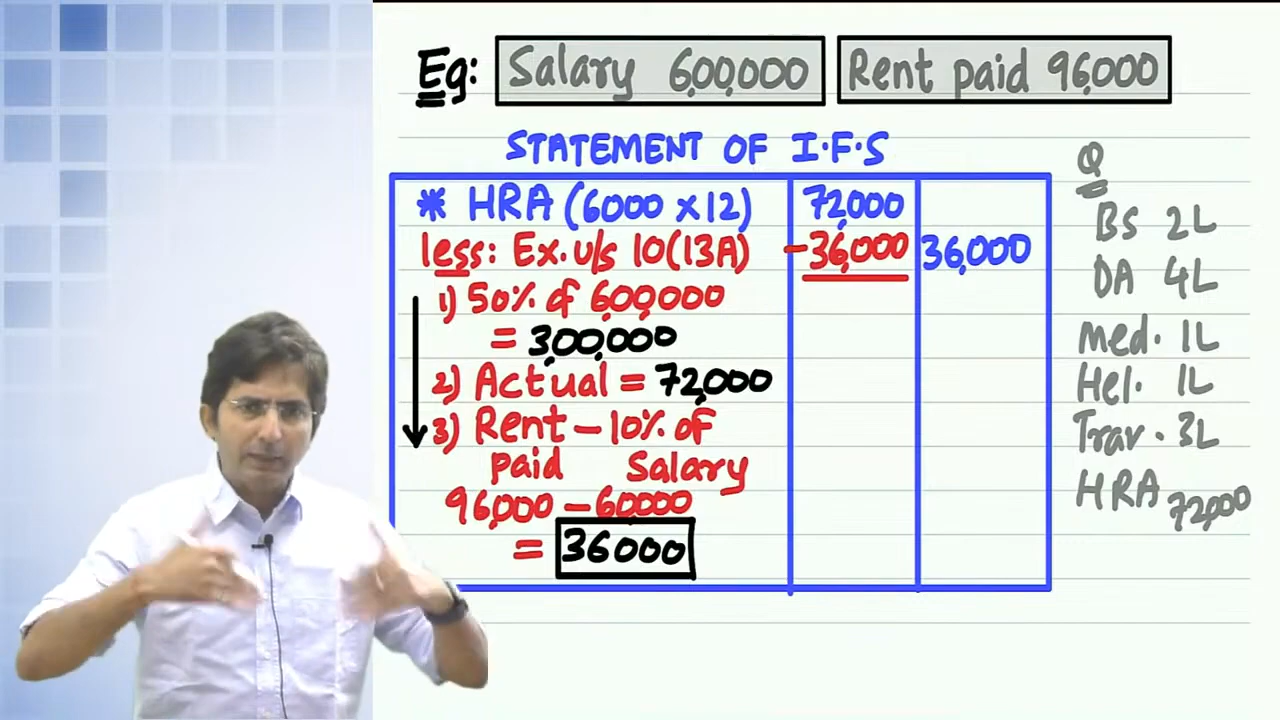 Eg: Salary 6,00,000 Rent paid 96,000
STATEMENT OF I.F.S
* HRA (6000 x 12) 72,000
less: Ex. u/s 10(13A) -36,000 36,000
1) 50% of 6,00,000
= 3,00,000
2) Actual = 72,000
3) Rent - 10% of
paid Salary
96,000 - 60000
= 36000
Q
BS 2L
DA 4L
Med. 1L
Hel. 1L
Trav. 3L
HRA 72,000